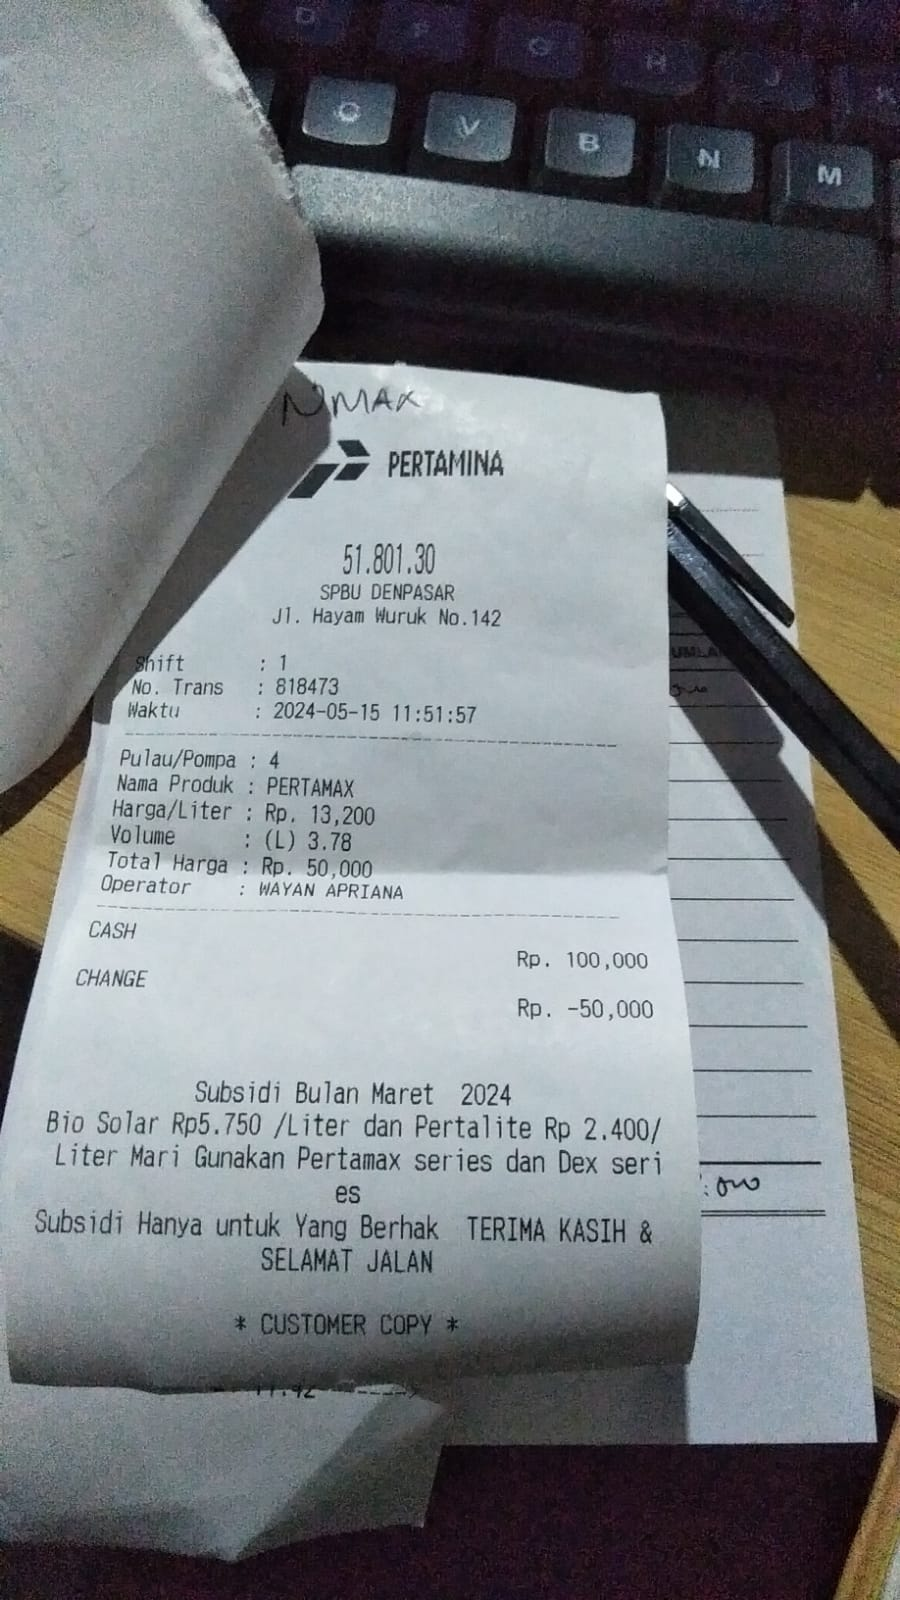 D F G H J K
C V B N M
NMAX
PERTAMINA
51.801.30
SPBU DENPASAR
Jl. Hayam Wuruk No.142
Shift : 1
No. Trans : 818473
Waktu : 2024-05-15 11:51:57
Pulau/Pompa : 4
Nama Produk : PERTAMAX
Harga/Liter : Rp. 13,200
Volume : (L) 3.78
Total Harga : Rp. 50,000
Operator : WAYAN APRIANA
CASH
Rp. 100,000
CHANGE
Rp. -50,000
Subsidi Bulan Maret 2024
Bio Solar Rp5.750 /Liter dan Pertalite Rp 2.400/
Liter Mari Gunakan Pertamax series dan Dex seri
es
Subsidi Hanya untuk Yang Berhak TERIMA KASIH &
SELAMAT JALAN
* CUSTOMER COPY *